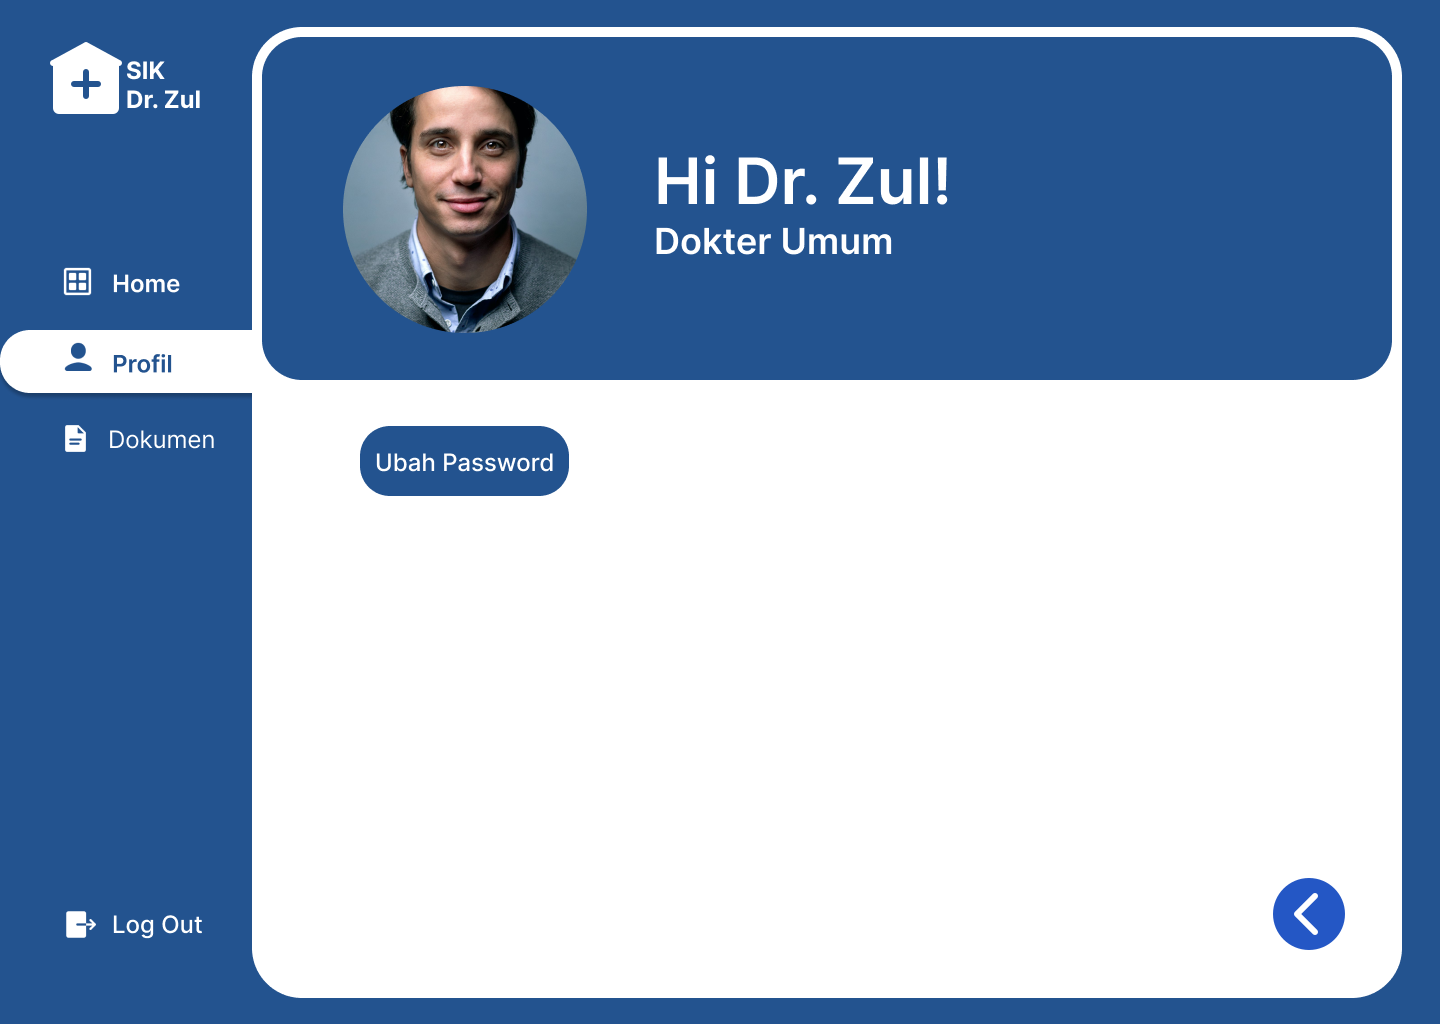 SIK
Dr. Zul
Home
Profil
Dokumen
Log Out
Hi Dr. Zul!
Dokter Umum
Ubah Password